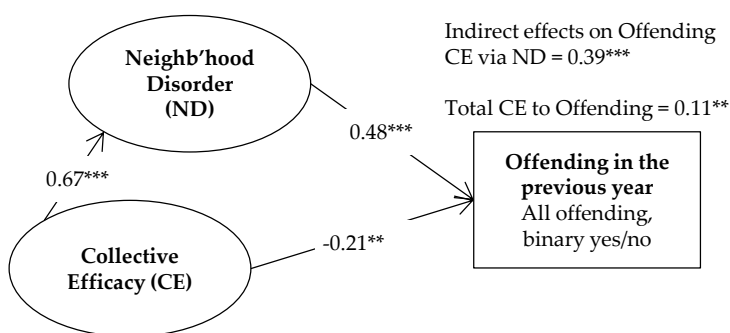 Neighb'hood
Disorder
(ND)
Indirect effects on Offending
CE via ND = 0.39***
Total CE to Offending = 0.11**
0.48***
0.67***
Offending in the
previous year
All offending,
binary yes/no
-0.21**
Collective
Efficacy (CE)